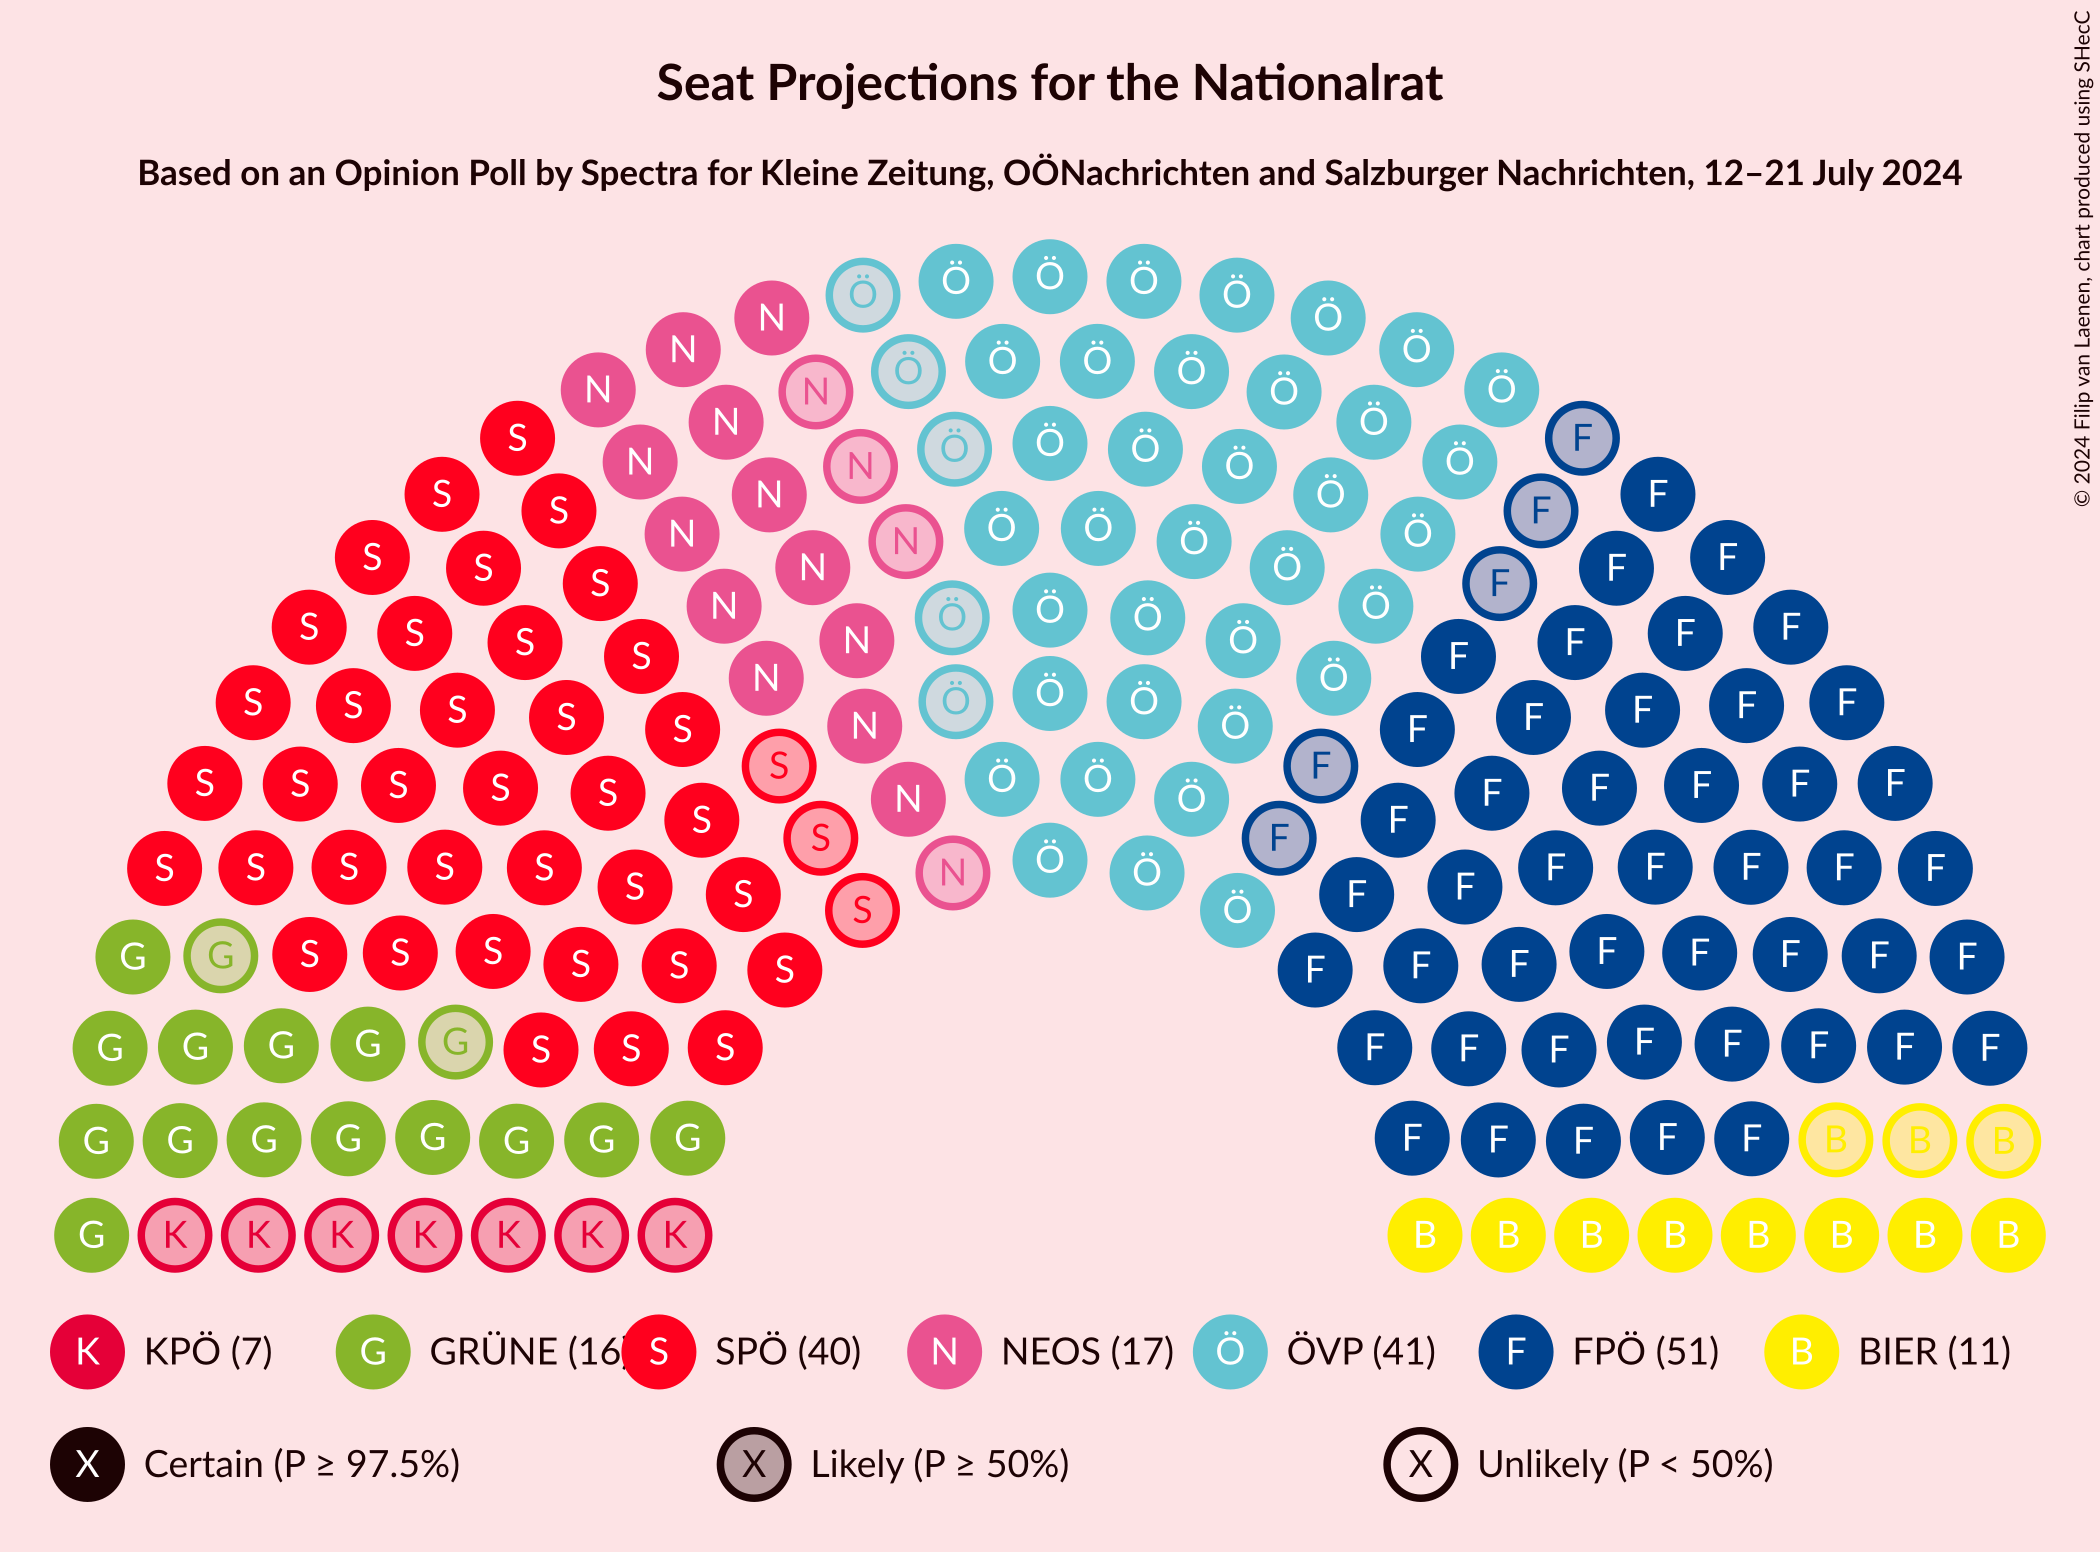 Seat Projections for the Nationalrat
Based on an Opinion Poll by Spectra for Kleine Zeitung, OÖNachrichten and Salzburger Nachrichten, 12–21 July 2024
© 2024 Filip van Laenen, chart produced using SHecC
Ö Ö Ö Ö Ö
N Ö
N Ö
Ö Ö Ö Ö
N N Ö Ö
S N Ö F
Ö Ö Ö
N N Ö Ö
S N Ö F
S F
N Ö Ö Ö
N Ö
S S N Ö F F
S F
N Ö Ö Ö Ö
S S S N Ö F F F
S F
N Ö
S S S S Ö Ö Ö F F F F
S N Ö F
S F
S S S S S N Ö Ö Ö F F F F F
S S F F
S S S S S S S N Ö Ö F F F F F F F
S Ö
G G S S S S S S F F F F F F F F
G G G G G S S S F F F F F F F F
G G G G G G G G F F F F F B B B
G K K K K K K K B B B B B B B B
K KPÖ (7) G GRÜNE (16) S SPÖ (40) N NEOS (17) Ö ÖVP (41) F FPÖ (51) B BIER (11)
X Certain (P ≥ 97.5%) X Likely (P ≥ 50%) X Unlikely (P < 50%)